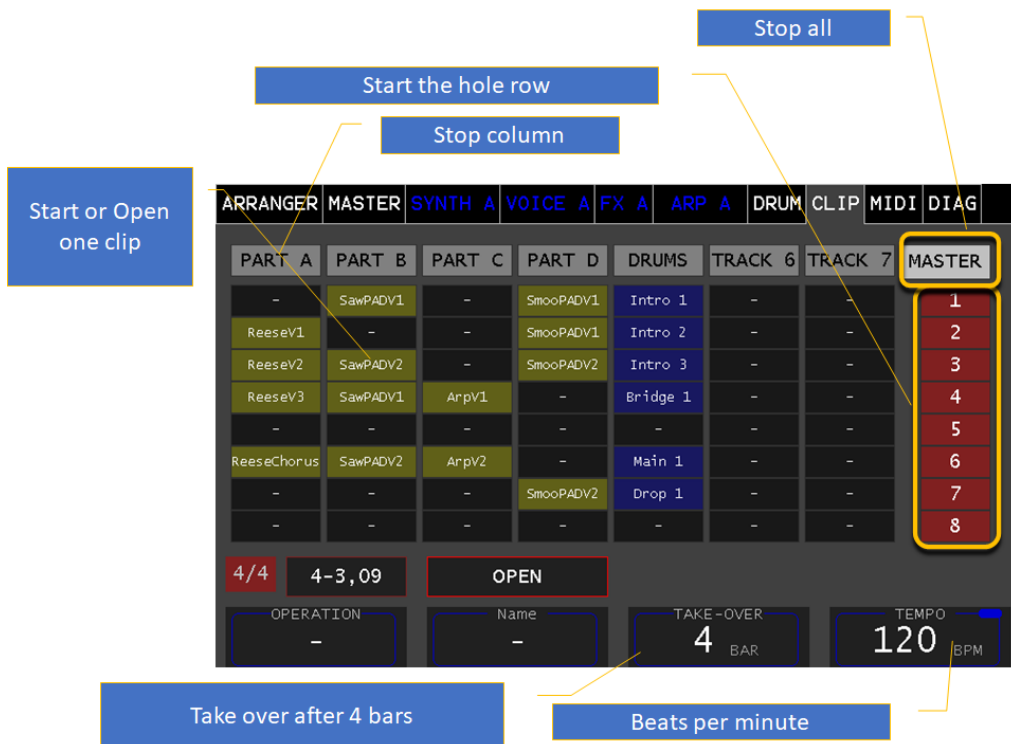 Stop all
Start the hole row
Stop column
Start or Open
one clip
ARRANGER MASTER SYNTH A VOICE A FX A ARP A DRUM CLIP MIDI DIAG
PART A PART B PART C PART D DRUMS TRACK 6 TRACK 7 MASTER
- SawPADV1 - SmooPADV1 Intro 1 - - 1
ReeseV1 - - SmooPADV1 Intro 2 - - 2
ReeseV2 SawPADV2 - SmooPADV2 Intro 3 - - 3
ReeseV3 SawPADV1 ArpV1 - Bridge 1 - - 4
- - - - - - - 5
ReeseChorus SawPADV2 ArpV2 - Main 1 - - 6
- - - SmooPADV2 Drop 1 - - 7
- - - - - - - 8
4/4 4-3,09 OPEN
OPERATION Name TAKE-OVER TEMPO
- - 4 BAR 120 BPM
Take over after 4 bars
Beats per minute